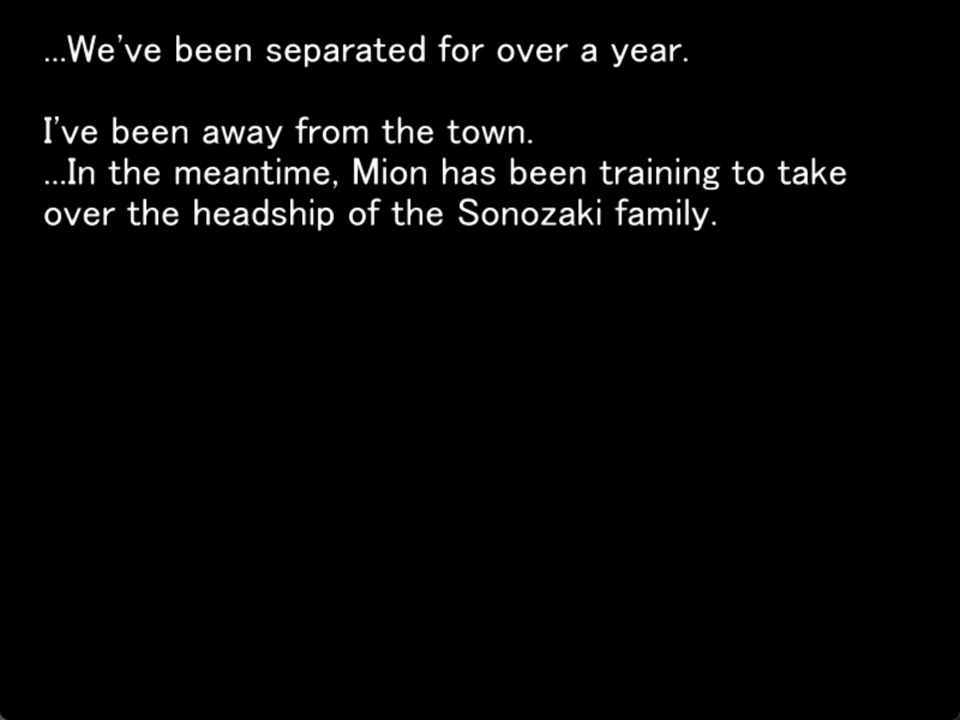 ...We've been separated for over a year.
I've been away from the town.
...In the meantime, Mion has been training to take
over the headship of the Sonozaki family.